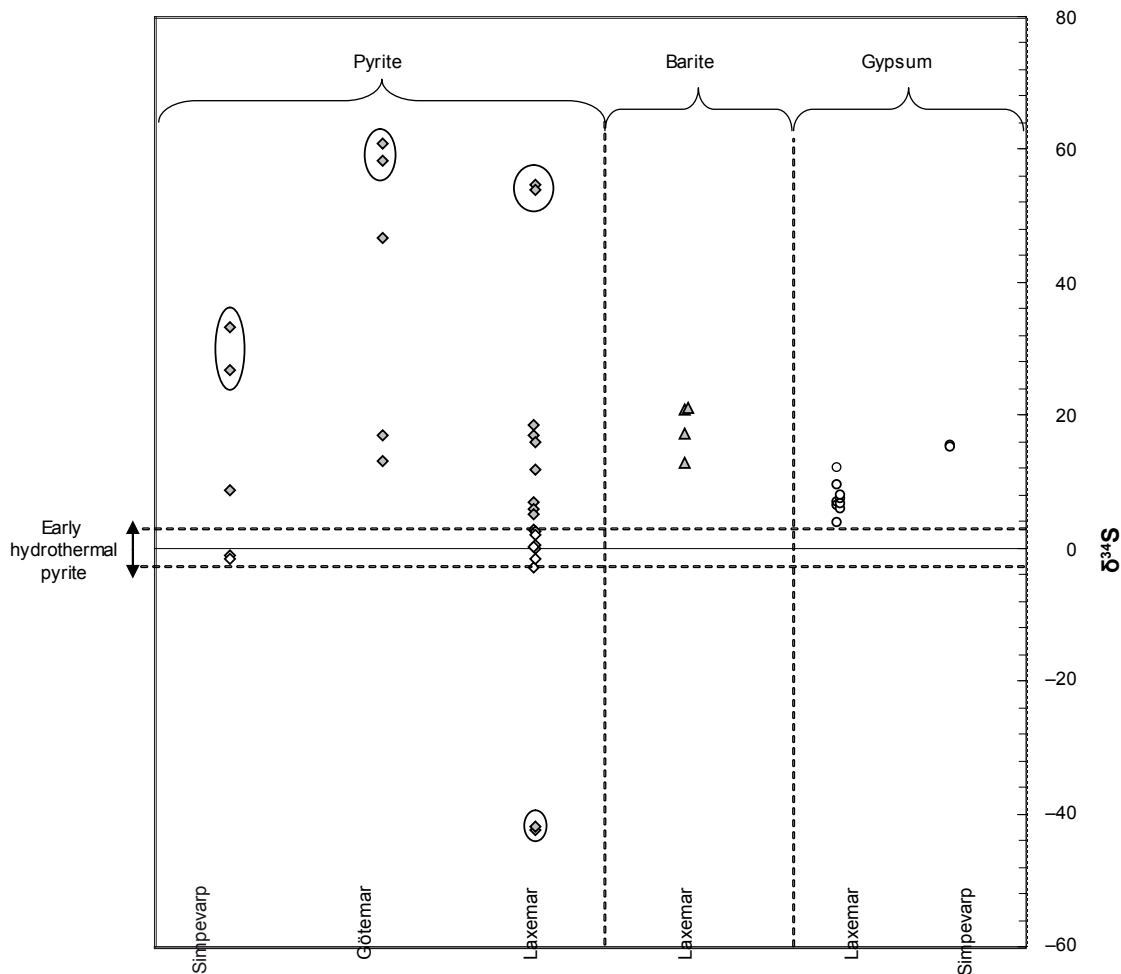 80
Pyrite
Barite
Gypsum
60
40
20
Early
hydrothermal
pyrite
0
δ³⁴S
–20
–40
–60
Simpevarp
Götemar
Laxemar
Laxemar
Laxemar
Simpevarp